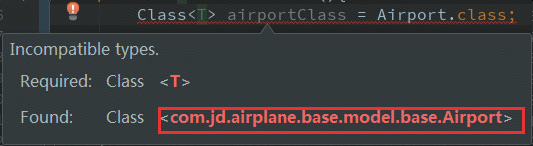 Class<T> airportClass = Airport.class;
Incompatible types.
Required: Class <T>
Found: Class <com.jd.airplane.base.model.base.Airport>